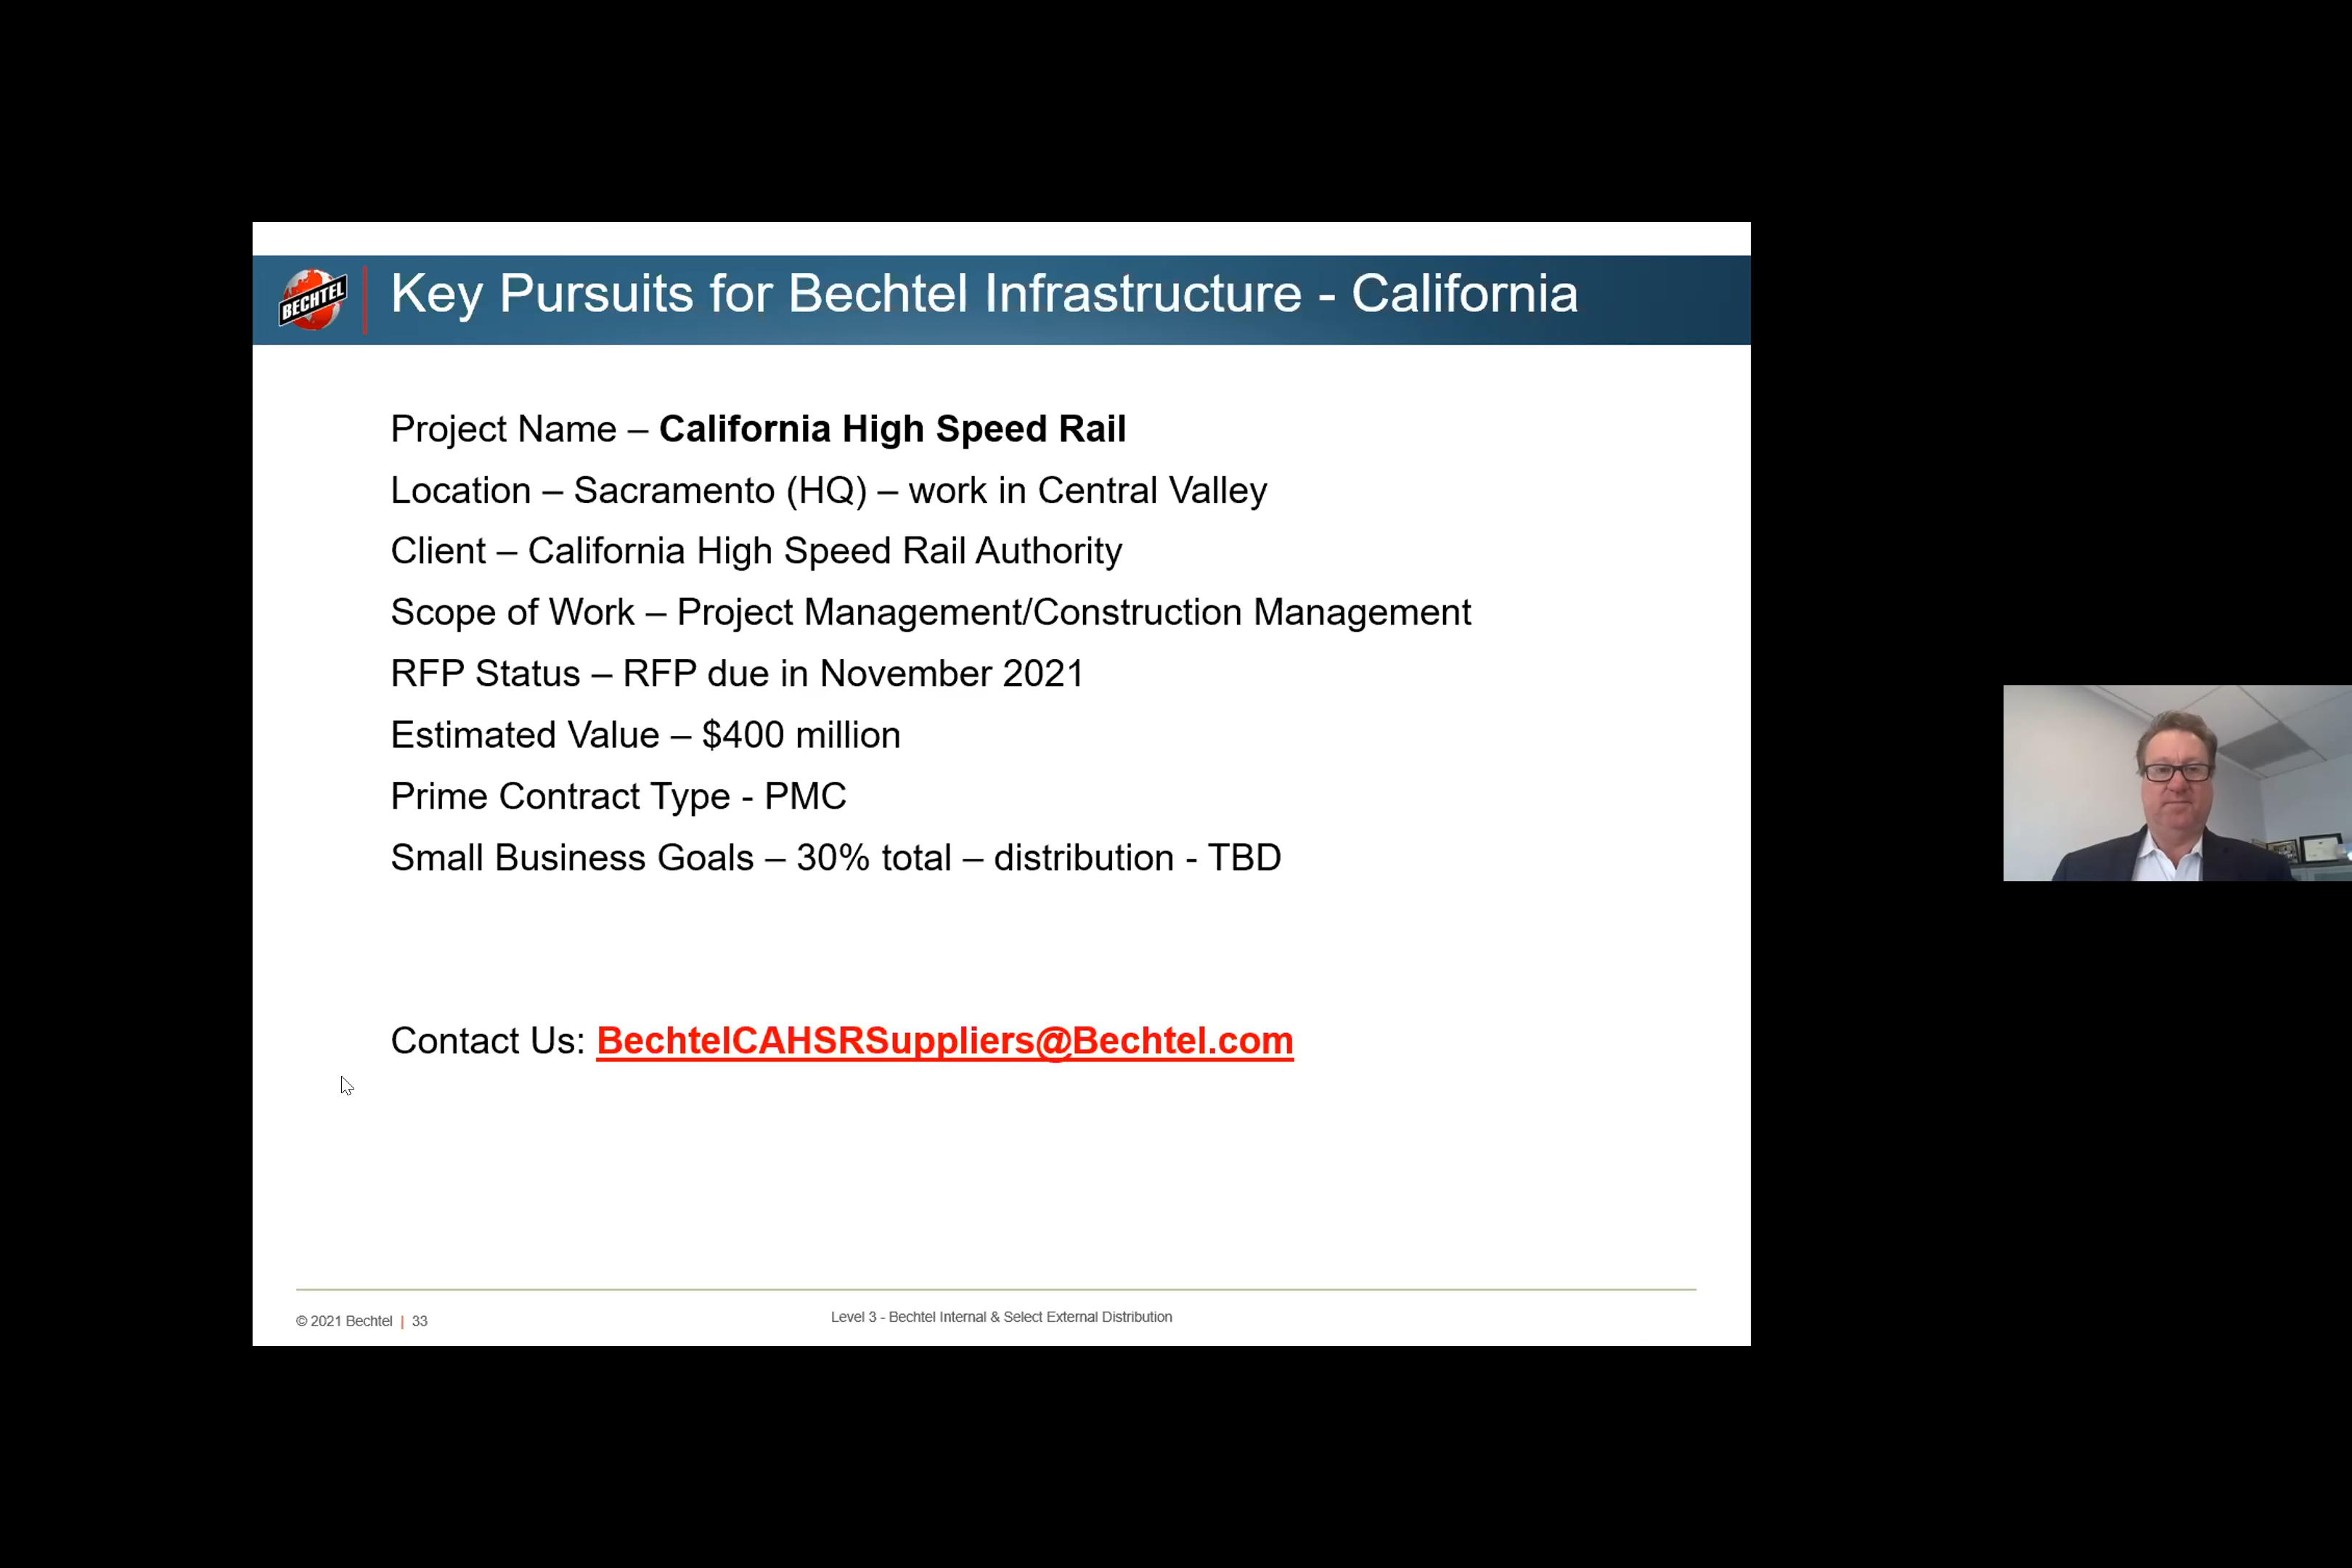 BECHTEL
Key Pursuits for Bechtel Infrastructure - California
Project Name – California High Speed Rail
Location – Sacramento (HQ) – work in Central Valley
Client – California High Speed Rail Authority
Scope of Work – Project Management/Construction Management
RFP Status – RFP due in November 2021
Estimated Value – $400 million
Prime Contract Type - PMC
Small Business Goals – 30% total – distribution - TBD
Contact Us: BechtelCAHSRSuppliers@Bechtel.com
© 2021 Bechtel | 33
Level 3 - Bechtel Internal & Select External Distribution